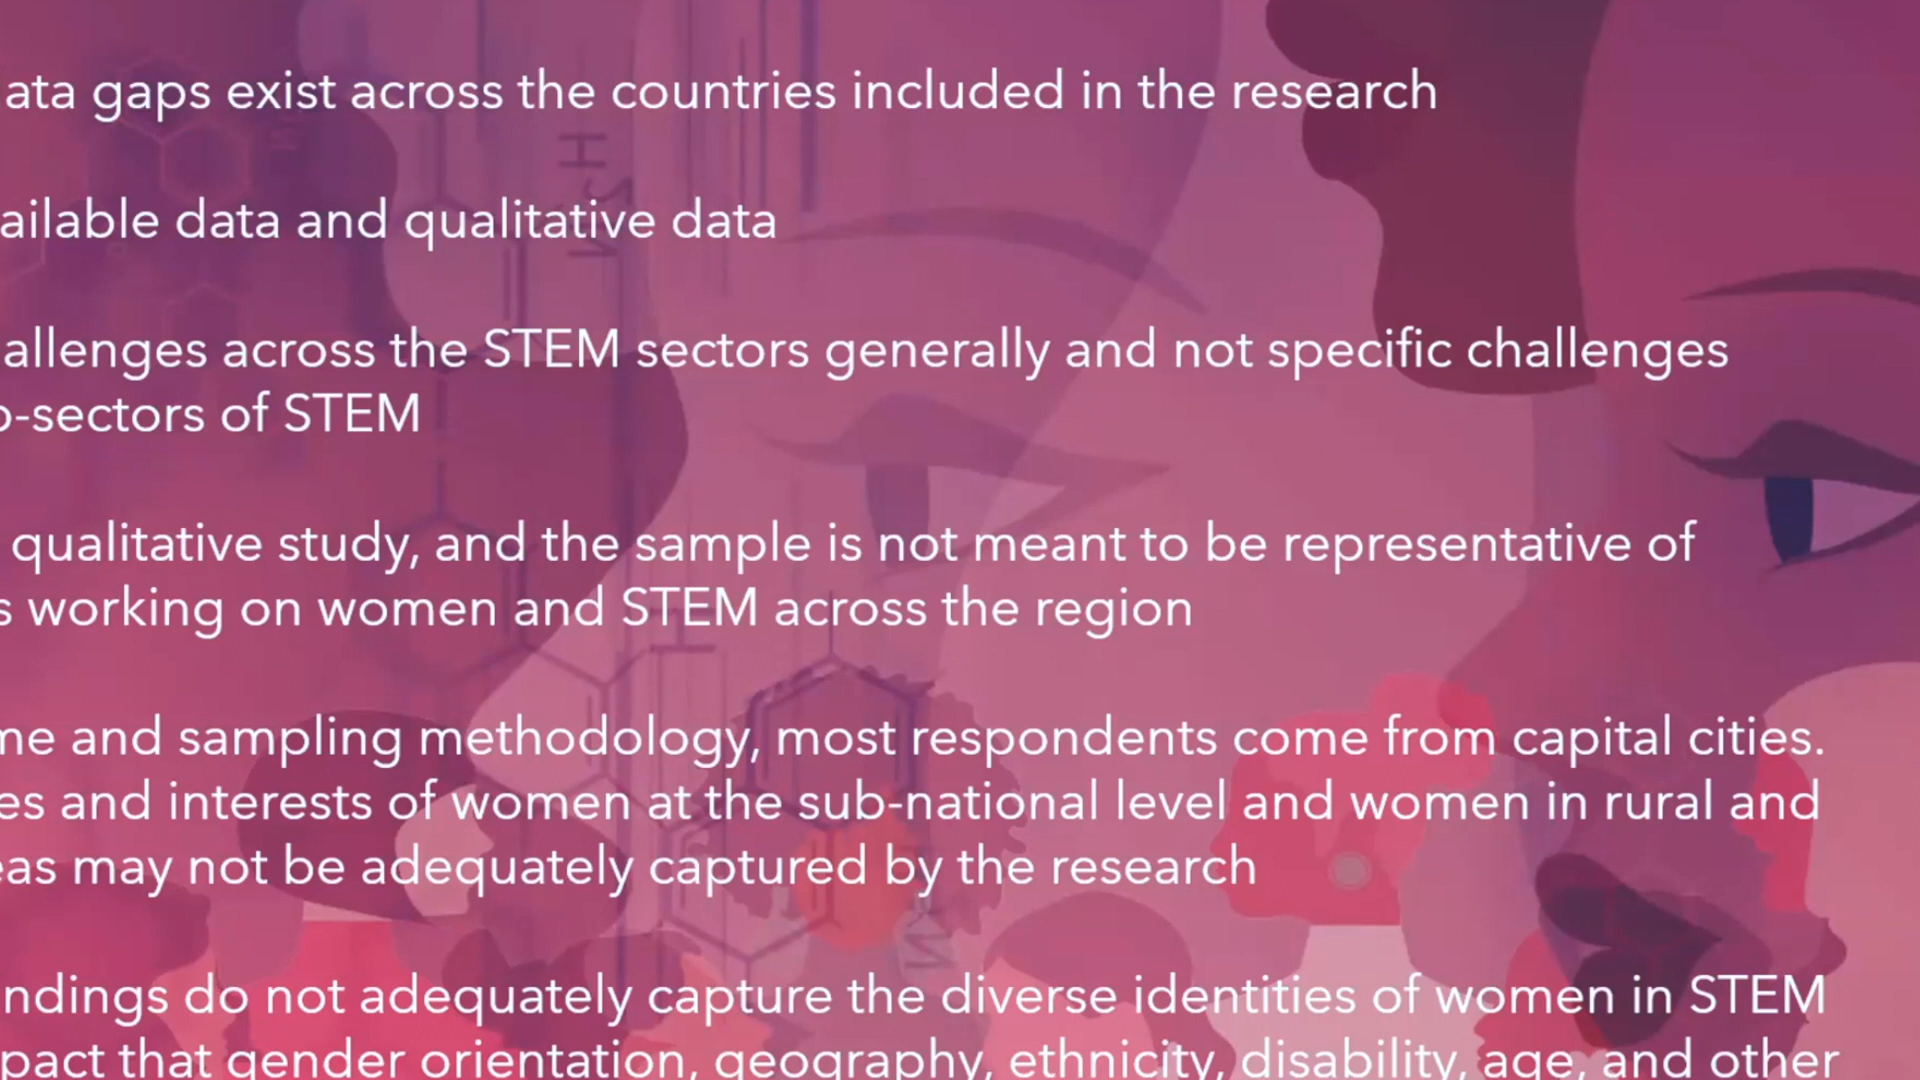 ata gaps exist across the countries included in the research
ailable data and qualitative data
allenges across the STEM sectors generally and not specific challenges
-sectors of STEM
qualitative study, and the sample is not meant to be representative of
s working on women and STEM across the region
me and sampling methodology, most respondents come from capital cities.
es and interests of women at the sub-national level and women in rural and
eas may not be adequately captured by the research
ndings do not adequately capture the diverse identities of women in STEM
pact that gender orientation, geography, ethnicity, disability, age, and other